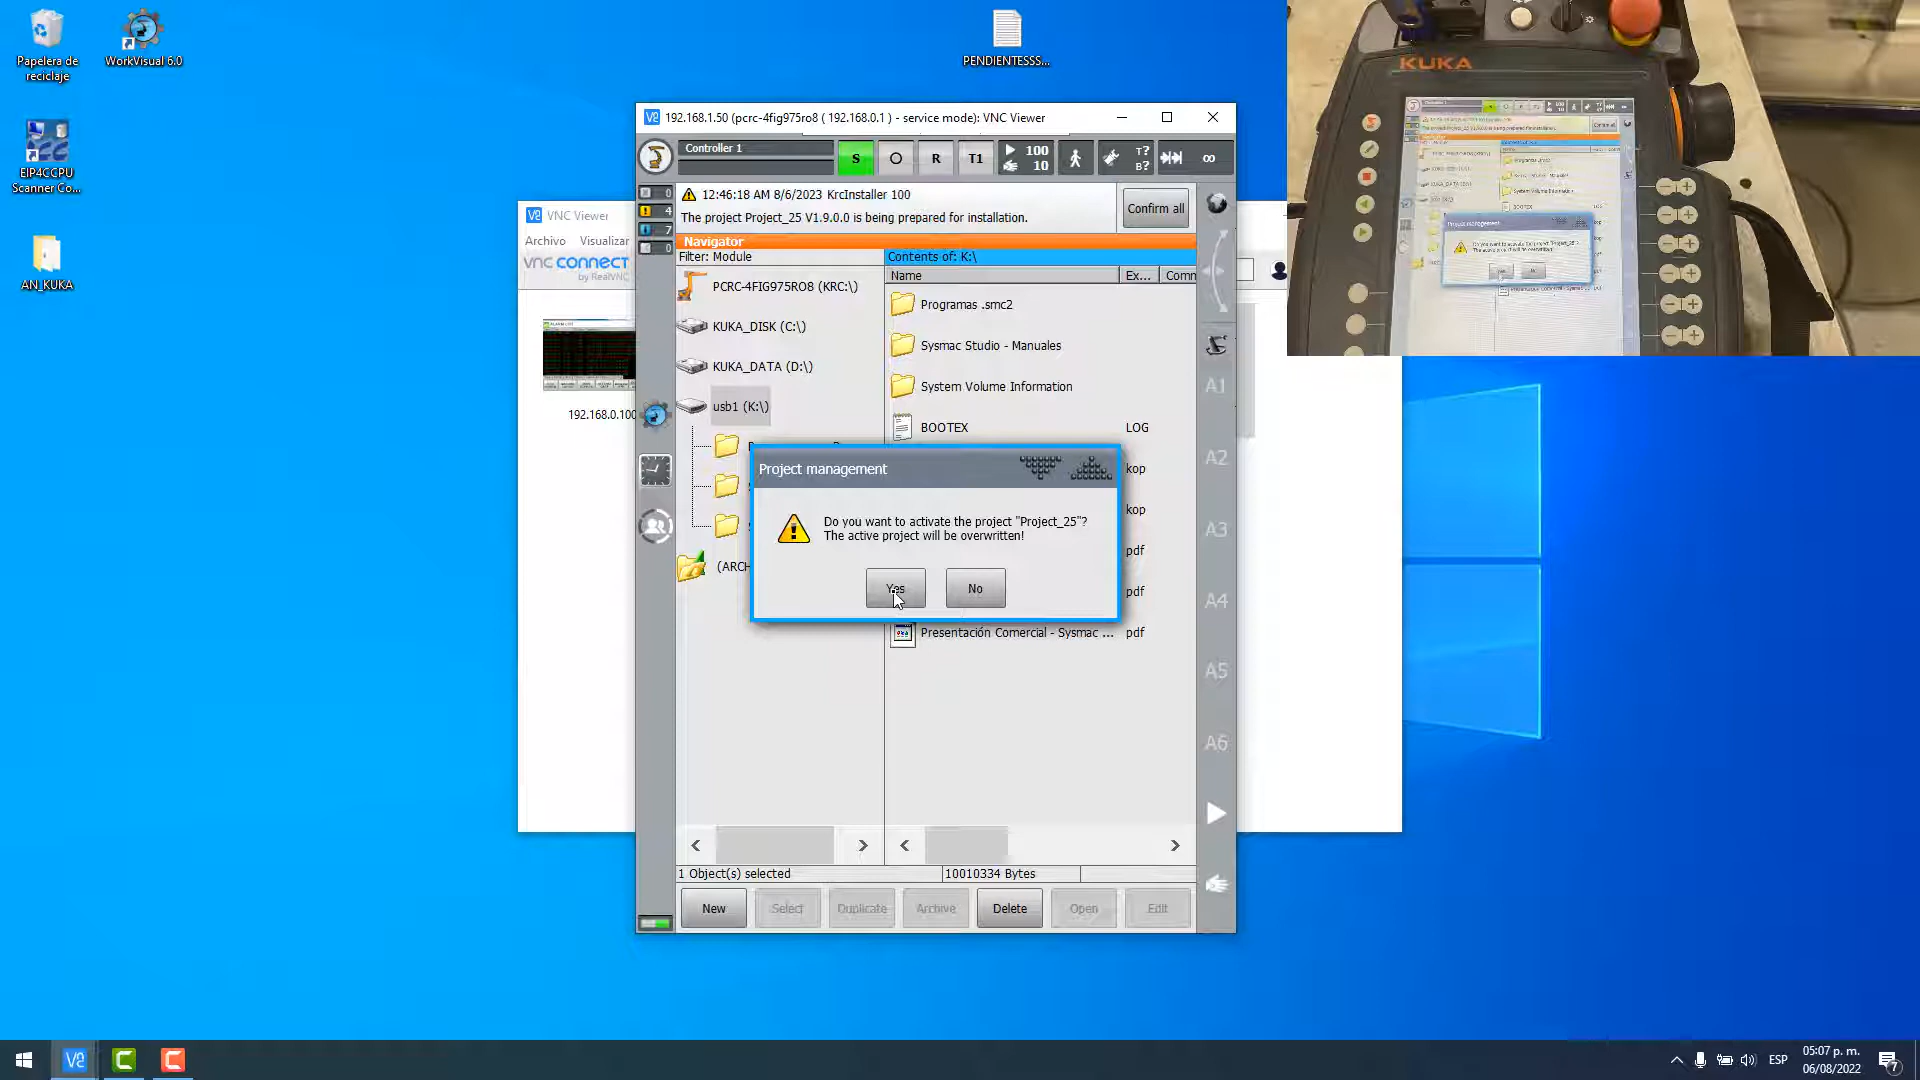 Papelera de
reciclaje
WorkVisual 6.0
EIP4CCPU
Scanner Co...
AN_KUKA
PENDIENTESSS...
192.168.1.50 (pcrc-4fig975ro8 ( 192.168.0.1 ) - service mode): VNC Viewer
Controller 1
S O R T1 100 10 T? B? ∞
0
4
7
0
12:46:18 AM 8/6/2023 KrcInstaller 100
The project Project_25 V1.9.0.0 is being prepared for installation.
Confirm all
Navigator
Filter: Module
Contents of: K:\
Name Ex... Comn
PCRC-4FIG975RO8 (KRC:\)
KUKA_DISK (C:\)
KUKA_DATA (D:\)
usb1 (K:\)
(ARCH
Programas .smc2
Sysmac Studio - Manuales
System Volume Information
BOOTEX LOG
kop
kop
pdf
pdf
Presentación Comercial - Sysmac ... pdf
Project management
Do you want to activate the project "Project_25"?
The active project will be overwritten!
Yes No
A1
A2
A3
A4
A5
A6
1 Object(s) selected
10010334 Bytes
New Select Duplicate Archive Delete Open Edit
VNC Viewer
Archivo Visualizar
vnc connect
by RealVNC
192.168.0.100
KUKA
ESP
05:07 p. m.
06/08/2022
7